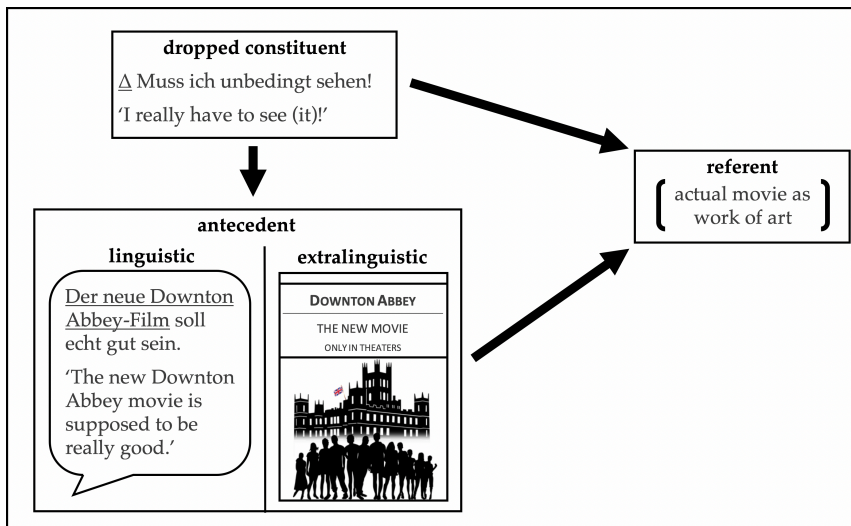 dropped constituent
Δ Muss ich unbedingt sehen!
‘I really have to see (it)!’
referent
actual movie as
work of art
antecedent
linguistic
Der neue Downton
Abbey-Film soll
echt gut sein.
‘The new Downton
Abbey movie is
supposed to be
really good.’
extralinguistic
DOWNTON ABBEY
THE NEW MOVIE
ONLY IN THEATERS